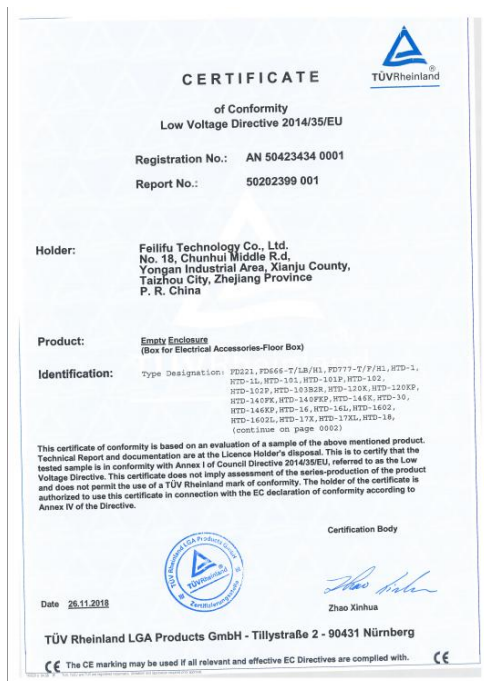 TÜVRheinland®
CERTIFICATE
of Conformity
Low Voltage Directive 2014/35/EU
Registration No.: AN 50423434 0001
Report No.: 50202399 001
Holder: Feilifu Technology Co., Ltd.
No. 18, Chunhui Middle R.d,
Yongan Industrial Area, Xianju County,
Taizhou City, Zhejiang Province
P. R. China
Product: Empty Enclosure
(Box for Electrical Accessories-Floor Box)
Identification: Type Designation: FD221,FD666-T/LB/H1,FD777-T/F/H1,HTD-1,
HTD-1L,HTD-101,HTD-101P,HTD-102,
HTD-102P,HTD-103B2R,HTD-120K,HTD-120KP,
HTD-140FK,HTD-140FKP,HTD-146K,HTD-30,
HTD-146KP,HTD-16,HTD-16L,HTD-1602,
HTD-1602L,HTD-17X,HTD-17XL,HTD-18,
(continue on page 0002)
This certificate of conformity is based on an evaluation of a sample of the above mentioned product.
Technical Report and documentation are at the Licence Holder's disposal. This is to certify that the
tested sample is in conformity with Annex I of Council Directive 2014/35/EU, referred to as the Low
Voltage Directive. This certificate does not imply assessment of the series-production of the product
and does not permit the use of a TÜV Rheinland mark of conformity. The holder of the certificate is
authorized to use this certificate in connection with the EC declaration of conformity according to
Annex IV of the Directive.
Certification Body
TÜV Rheinland LGA Products GmbH
TÜVRheinland
Zertifizierungsstelle
Date 26.11.2018
Zhao Xinhua
TÜV Rheinland LGA Products GmbH - Tillystraße 2 - 90431 Nürnberg
CE The CE marking may be used if all relevant and effective EC Directives are complied with. CE